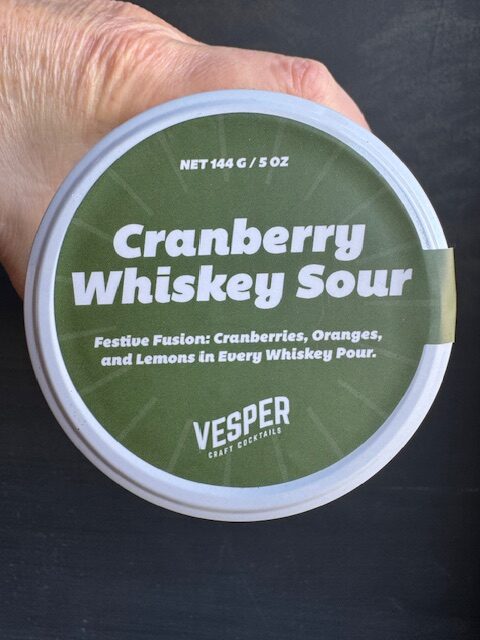 NET 144 G / 5 OZ
Cranberry
Whiskey Sour
Festive Fusion: Cranberries, Oranges,
and Lemons in Every Whiskey Pour.
VESPER
CRAFT COCKTAILS